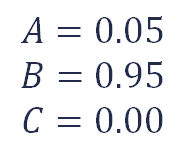 A = 0.05
B = 0.95
C = 0.00